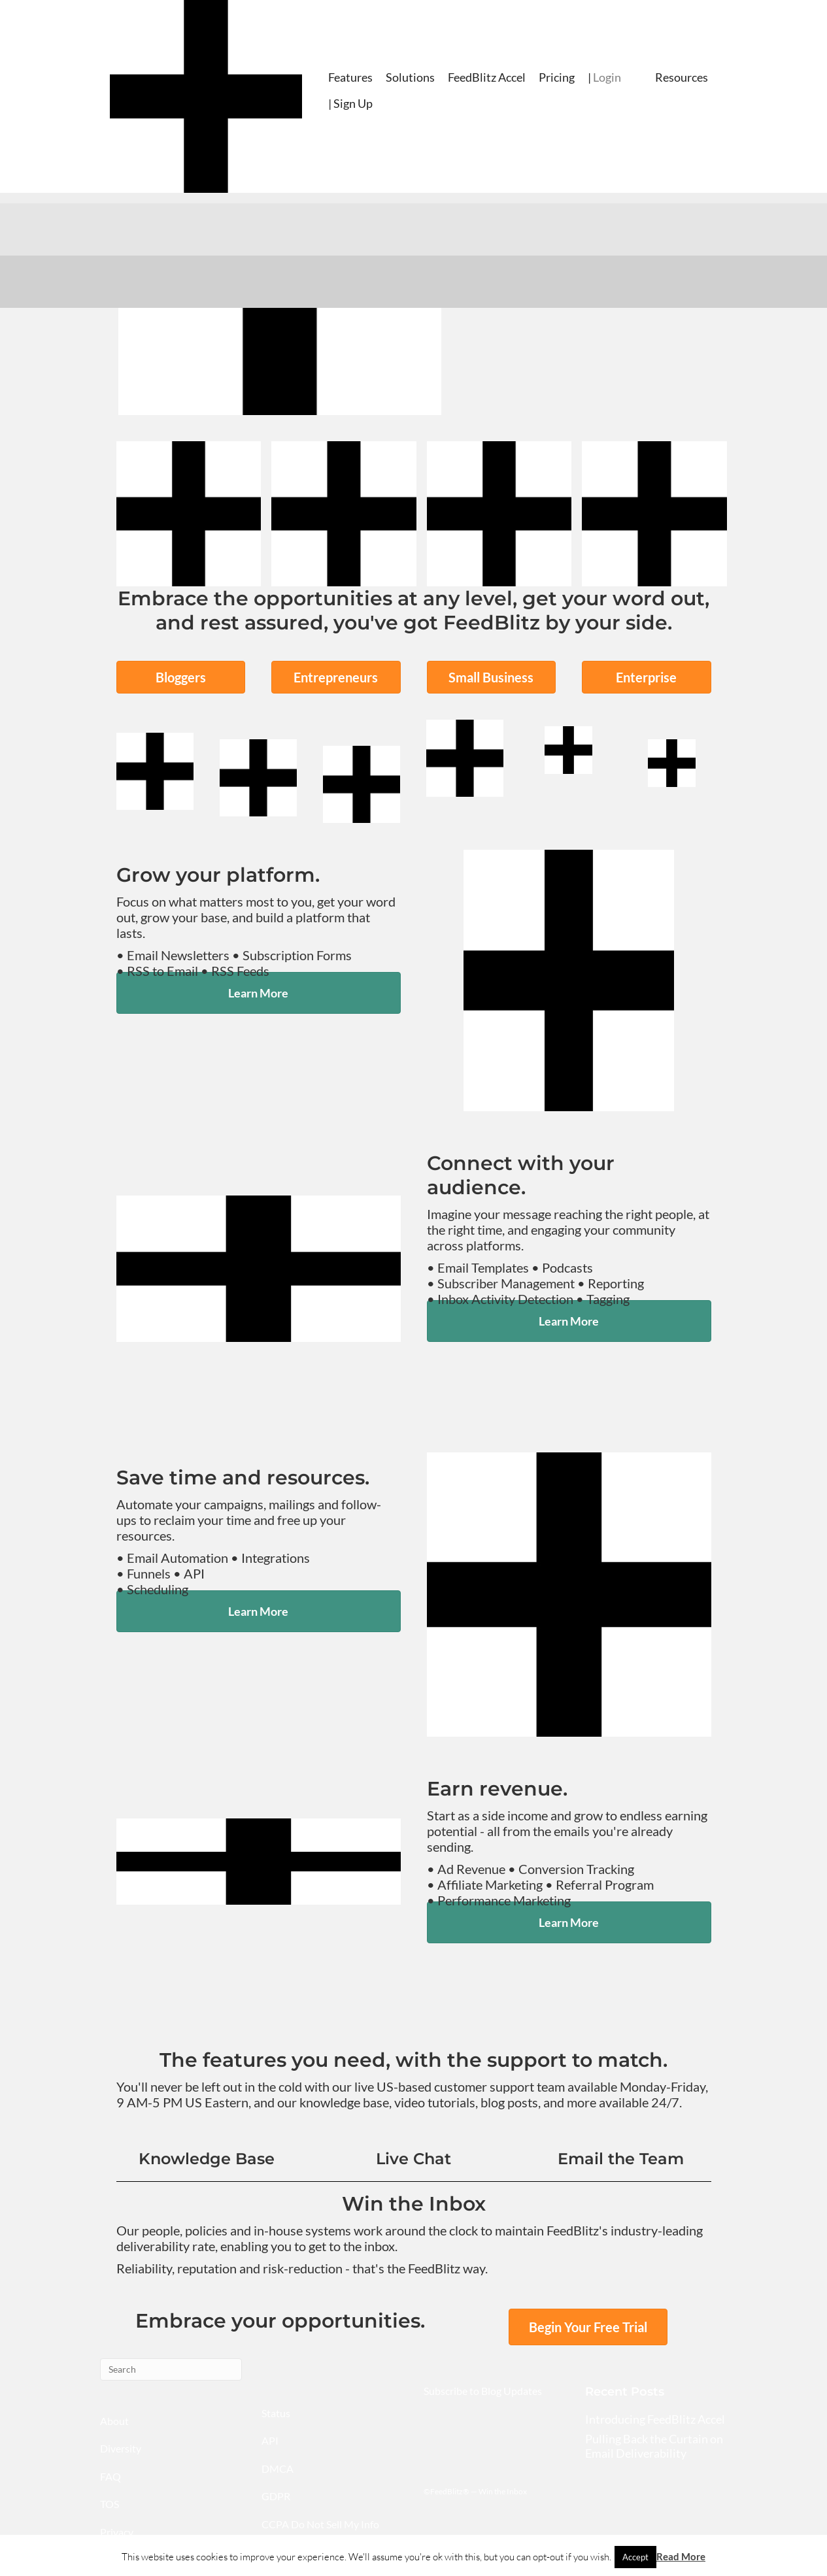 Features Solutions FeedBlitz Accel Pricing | Login Resources
| Sign Up
Embrace the opportunities at any level, get your word out,
and rest assured, you've got FeedBlitz by your side.
Bloggers Entrepreneurs Small Business Enterprise
Grow your platform.
Focus on what matters most to you, get your word
out, grow your base, and build a platform that
lasts.
• Email Newsletters • Subscription Forms
• RSS to Email • RSS Feeds
Learn More
Connect with your
audience.
Imagine your message reaching the right people, at
the right time, and engaging your community
across platforms.
• Email Templates • Podcasts
• Subscriber Management • Reporting
• Inbox Activity Detection • Tagging
Learn More
Save time and resources.
Automate your campaigns, mailings and follow-
ups to reclaim your time and free up your
resources.
• Email Automation • Integrations
• Funnels • API
• Scheduling
Learn More
Earn revenue.
Start as a side income and grow to endless earning
potential - all from the emails you're already
sending.
• Ad Revenue • Conversion Tracking
• Affiliate Marketing • Referral Program
• Performance Marketing
Learn More
The features you need, with the support to match.
You'll never be left out in the cold with our live US-based customer support team available Monday-Friday,
9 AM-5 PM US Eastern, and our knowledge base, video tutorials, blog posts, and more available 24/7.
Knowledge Base Live Chat Email the Team
Win the Inbox
Our people, policies and in-house systems work around the clock to maintain FeedBlitz's industry-leading
deliverability rate, enabling you to get to the inbox.
Reliability, reputation and risk-reduction - that's the FeedBlitz way.
Embrace your opportunities.
Begin Your Free Trial
Search
About
Diversity
FAQ
TOS
Privacy
Status
API
DMCA
GDPR
CCPA Do Not Sell My Info
Subscribe to Blog Updates
Recent Posts
Introducing FeedBlitz Accel
Pulling Back the Curtain on
Email Deliverability
This website uses cookies to improve your experience. We'll assume you're ok with this, but you can opt-out if you wish. Accept Read More